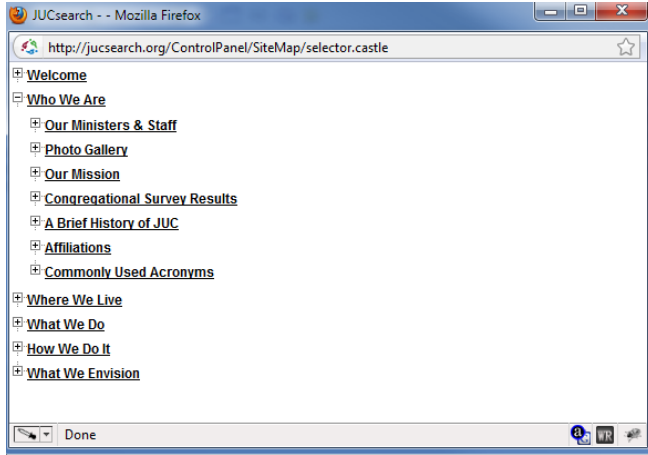 JUCsearch - - Mozilla Firefox
http://jucsearch.org/ControlPanel/SiteMap/selector.castle
Welcome
Who We Are
Our Ministers & Staff
Photo Gallery
Our Mission
Congregational Survey Results
A Brief History of JUC
Affiliations
Commonly Used Acronyms
Where We Live
What We Do
How We Do It
What We Envision
Done
a
WR